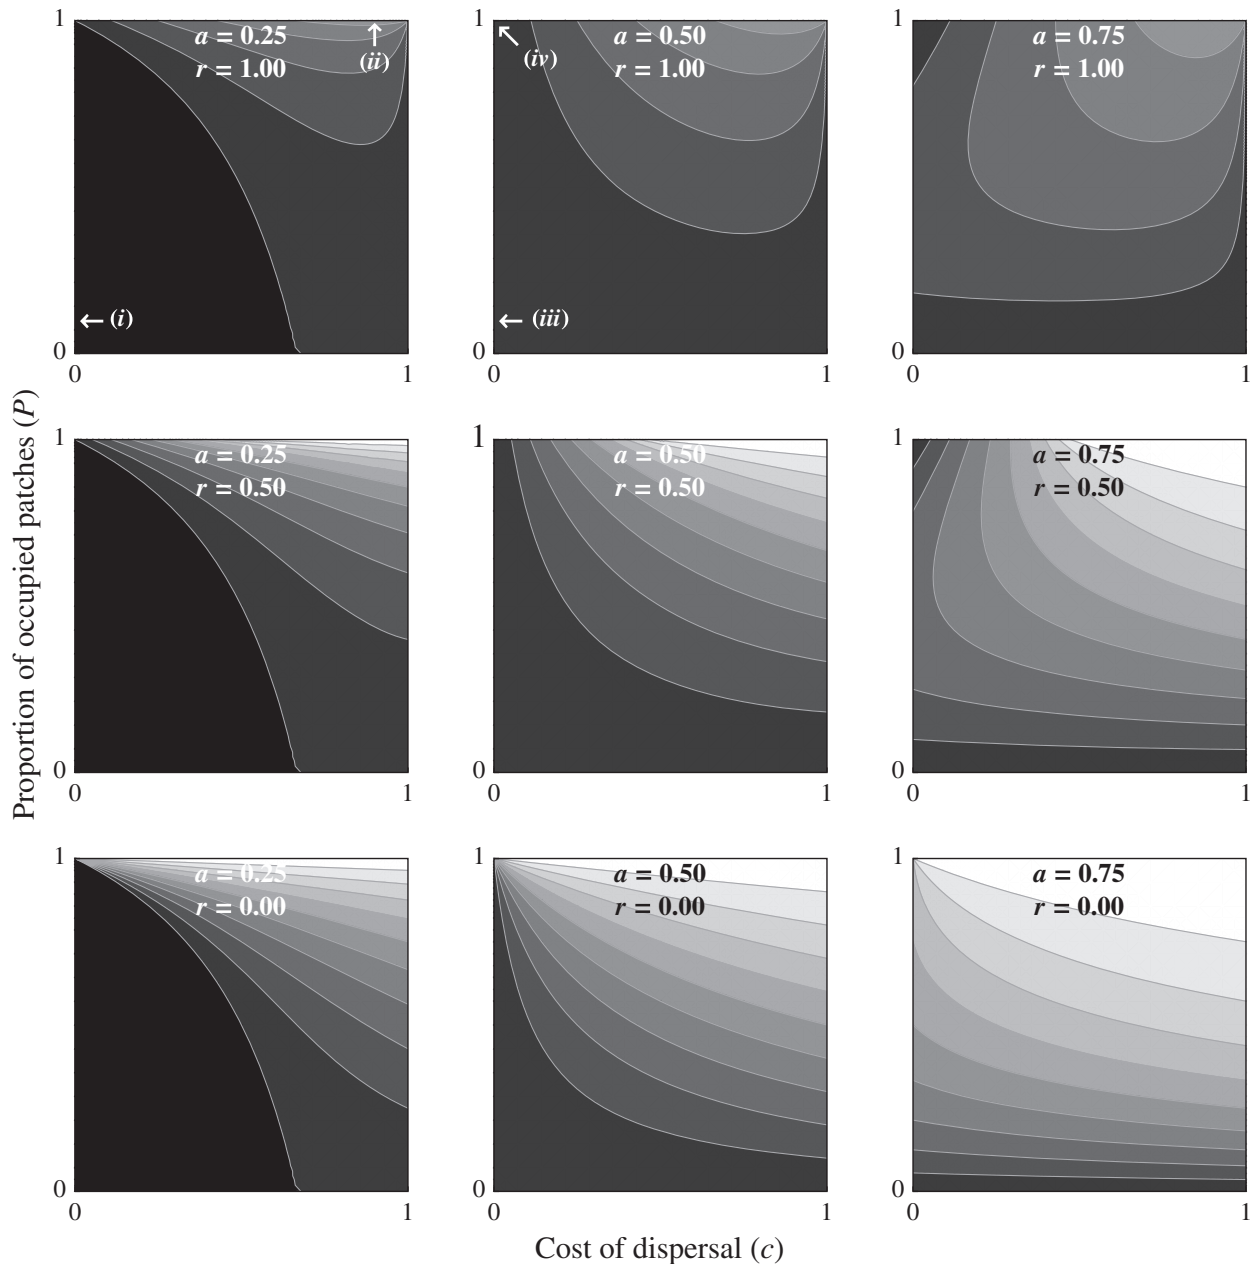 1
a = 0.25
r = 1.00
(ii)
(i)
0
0
1
1
a = 0.50
r = 1.00
(iv)
(iii)
0
0
1
a = 0.75
r = 1.00
0
1
Proportion of occupied patches (P)
1
a = 0.25
r = 0.50
0
0
1
1
a = 0.50
r = 0.50
0
0
1
1
a = 0.75
r = 0.50
0
0
1
1
a = 0.25
r = 0.00
0
0
1
1
a = 0.50
r = 0.00
0
0
1
1
a = 0.75
r = 0.00
0
0
1
Cost of dispersal (c)